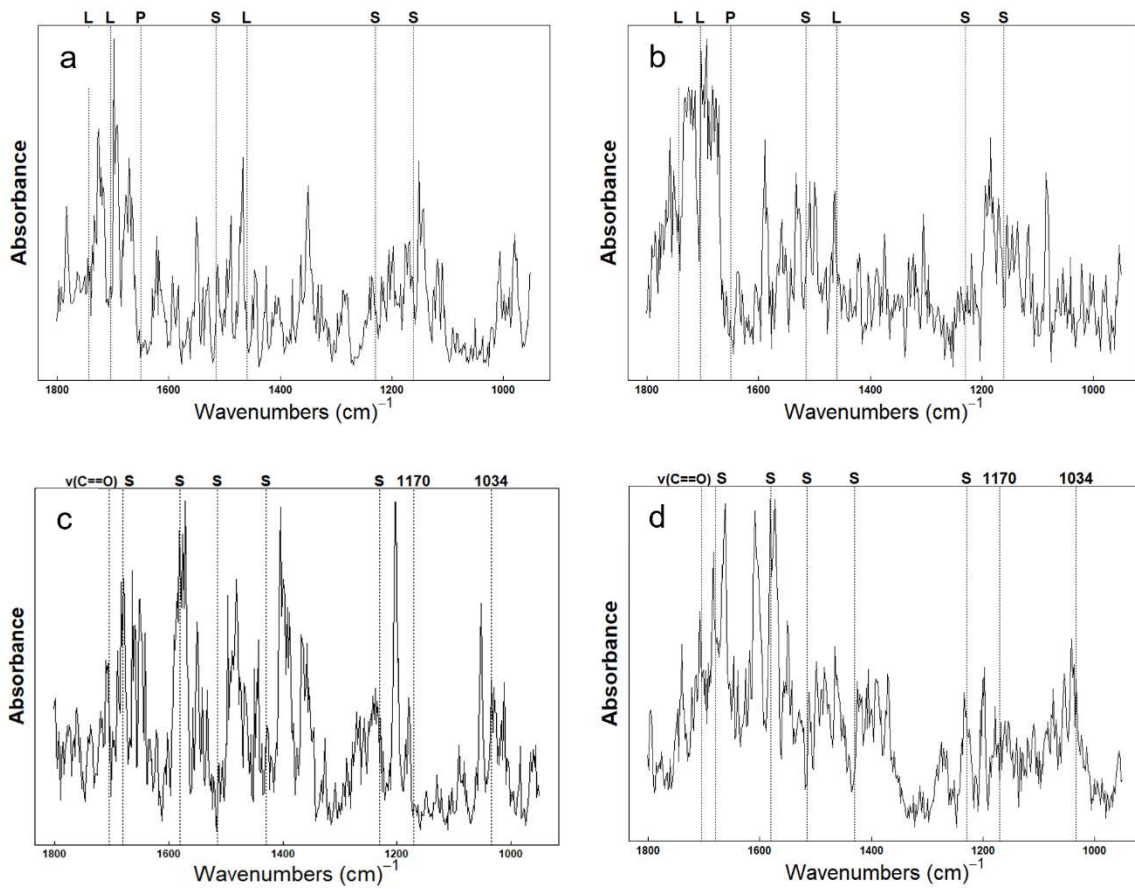 L L P S L S S
a
Absorbance
1800 1600 1400 1200 1000
Wavenumbers (cm)⁻¹
L L P S L S S
b
Absorbance
1800 1600 1400 1200 1000
Wavenumbers (cm)⁻¹
v(C==O) S S S S S 1170 1034
c
Absorbance
1800 1600 1400 1200 1000
Wavenumbers (cm)⁻¹
v(C==O) S S S S S 1170 1034
d
Absorbance
1800 1600 1400 1200 1000
Wavenumbers (cm)⁻¹